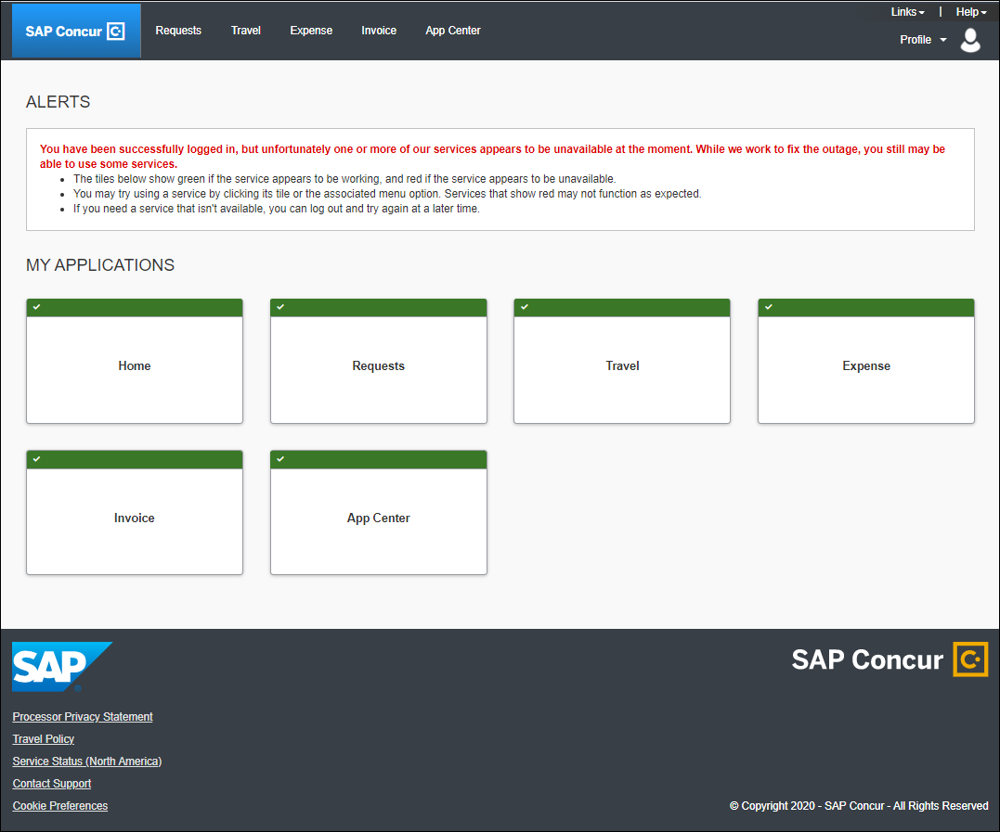 SAP Concur
Requests
Travel
Expense
Invoice
App Center
Links
|
Help
Profile
ALERTS
You have been successfully logged in, but unfortunately one or more of our services appears to be unavailable at the moment. While we work to fix the outage, you still may be
able to use some services.
• The tiles below show green if the service appears to be working, and red if the service appears to be unavailable.
• You may try using a service by clicking its tile or the associated menu option. Services that show red may not function as expected.
• If you need a service that isn't available, you can log out and try again at a later time.
MY APPLICATIONS
Home
Requests
Travel
Expense
Invoice
App Center
SAP
SAP Concur
Processor Privacy Statement
Travel Policy
Service Status (North America)
Contact Support
Cookie Preferences
© Copyright 2020 - SAP Concur - All Rights Reserved